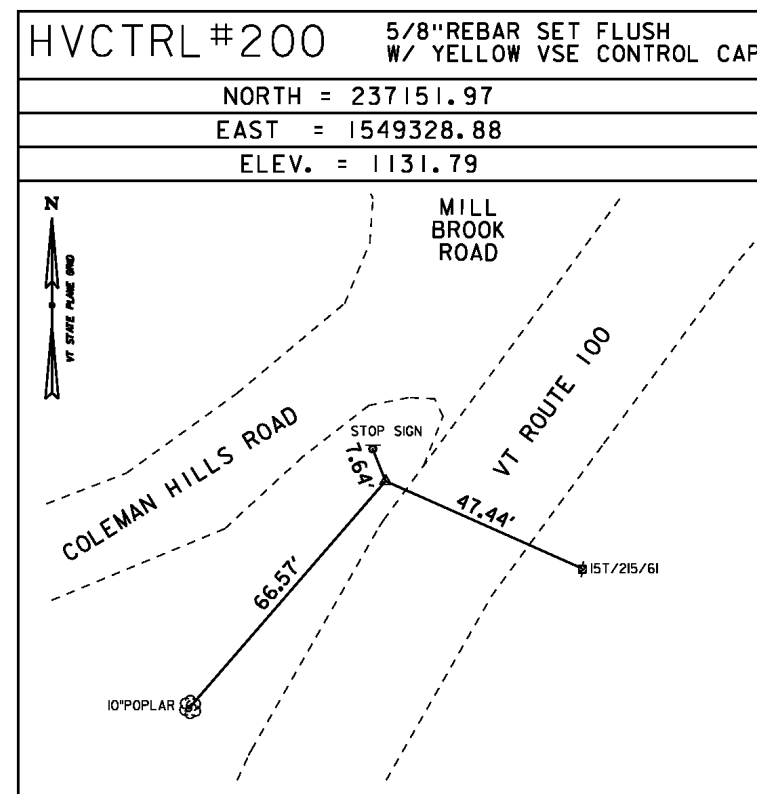 HVCTRL#200
5/8"REBAR SET FLUSH
W/ YELLOW VSE CONTROL CAP
NORTH = 237151.97
EAST = 1549328.88
ELEV. = 1131.79
N
VT STATE PLANE GRID
MILL
BROOK
ROAD
VT ROUTE 100
COLEMAN HILLS ROAD
STOP SIGN
7.64'
47.44'
15T/215/61
66.57'
10"POPLAR